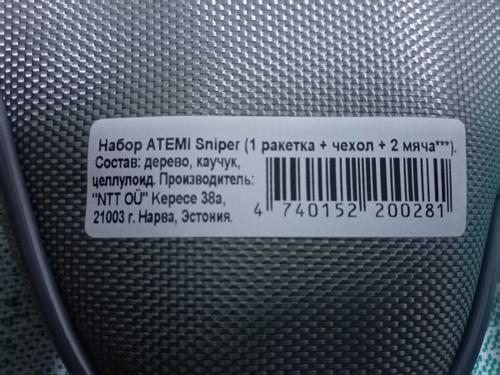 Набор ATEMI Sniper (1 ракетка + чехол + 2 мяча***).
Состав: дерево, каучук,
целлулоид. Производитель:
"NTT OÜ" Кересе 38а,
21003 г. Нарва, Эстония.
4 740152 200281